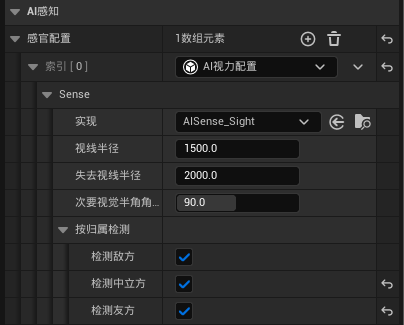 AI感知
感官配置 1数组元素
索引 [ 0 ] AI视力配置
Sense
实现 AISense_Sight
视线半径 1500.0
失去视线半径 2000.0
次要视觉半角角... 90.0
按归属检测
检测敌方
检测中立方
检测友方